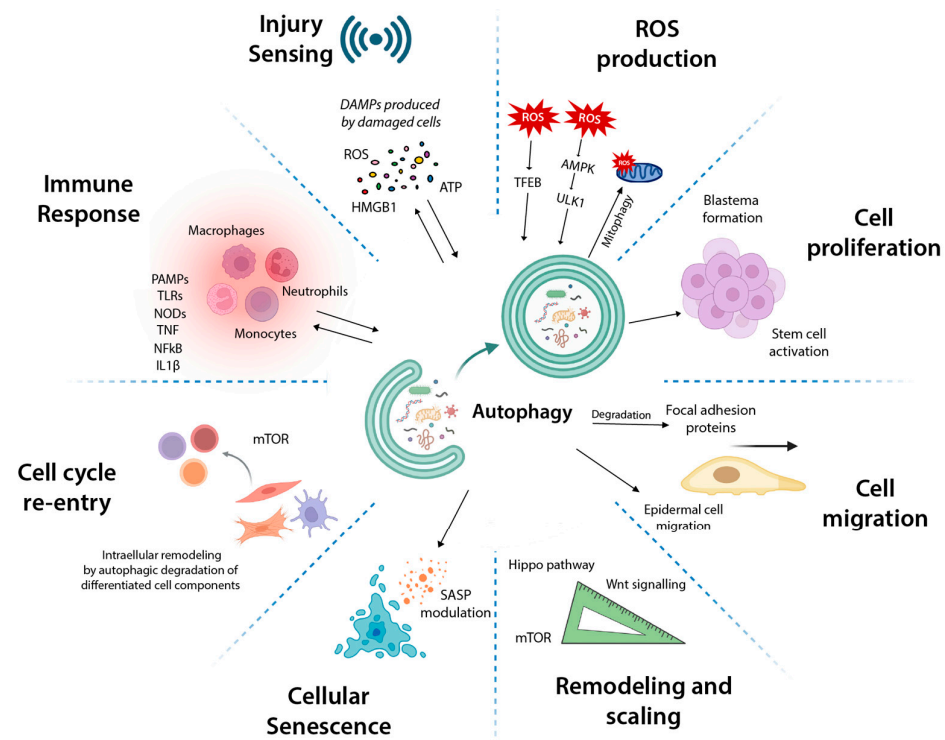 Injury
Sensing
DAMPs produced
by damaged cells
ROS
ATP
HMGB1
ROS
production
ROS
ROS
ROS
TFEB
AMPK
ULK1
Mitophagy
Immune
Response
Macrophages
Neutrophils
Monocytes
PAMPs
TLRs
NODs
TNF
NFkB
IL1β
Blastema
formation
Cell
proliferation
Stem cell
activation
Autophagy
Degradation
Focal adhesion
proteins
Epidermal cell
migration
Cell
migration
Cell cycle
re-entry
mTOR
Intraellular remodeling
by autophagic degradation of
differentiated cell components
SASP
modulation
Cellular
Senescence
Hippo pathway
Wnt signalling
mTOR
Remodeling and
scaling